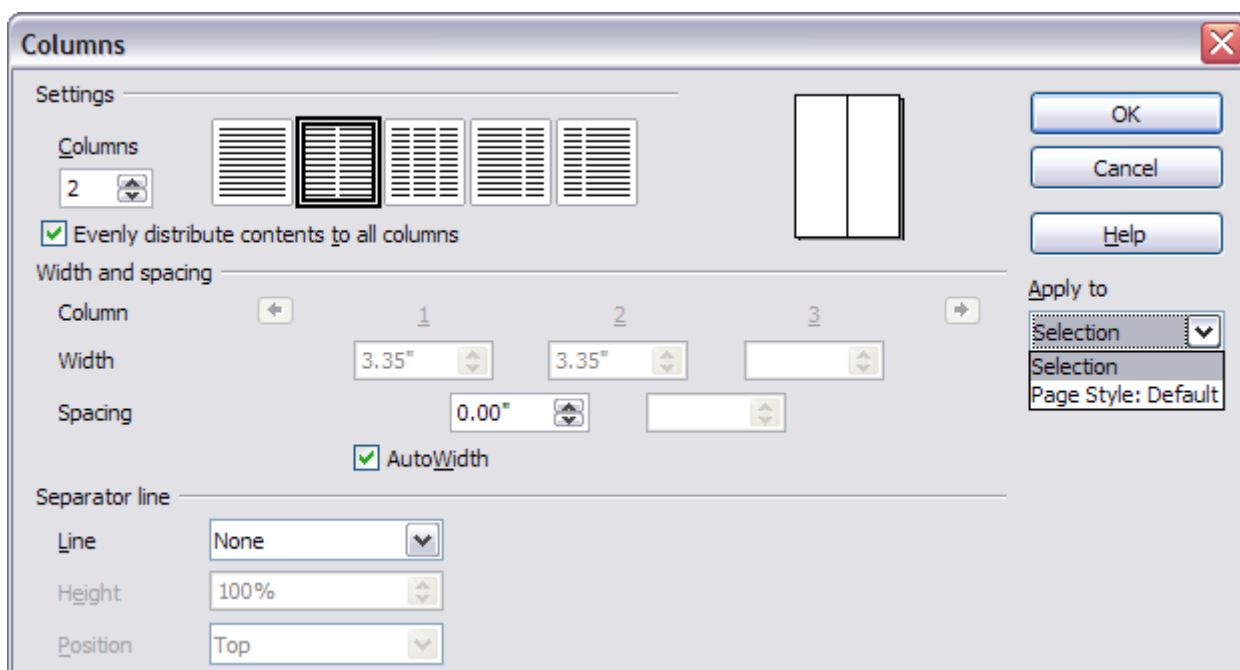 Columns
Settings
OK
Columns
Cancel
2
Evenly distribute contents to all columns
Help
Width and spacing
Apply to
Column 1 2 3
Selection
Width 3.35" 3.35"
Selection
Page Style: Default
Spacing 0.00"
AutoWidth
Separator line
Line None
Height 100%
Position Top